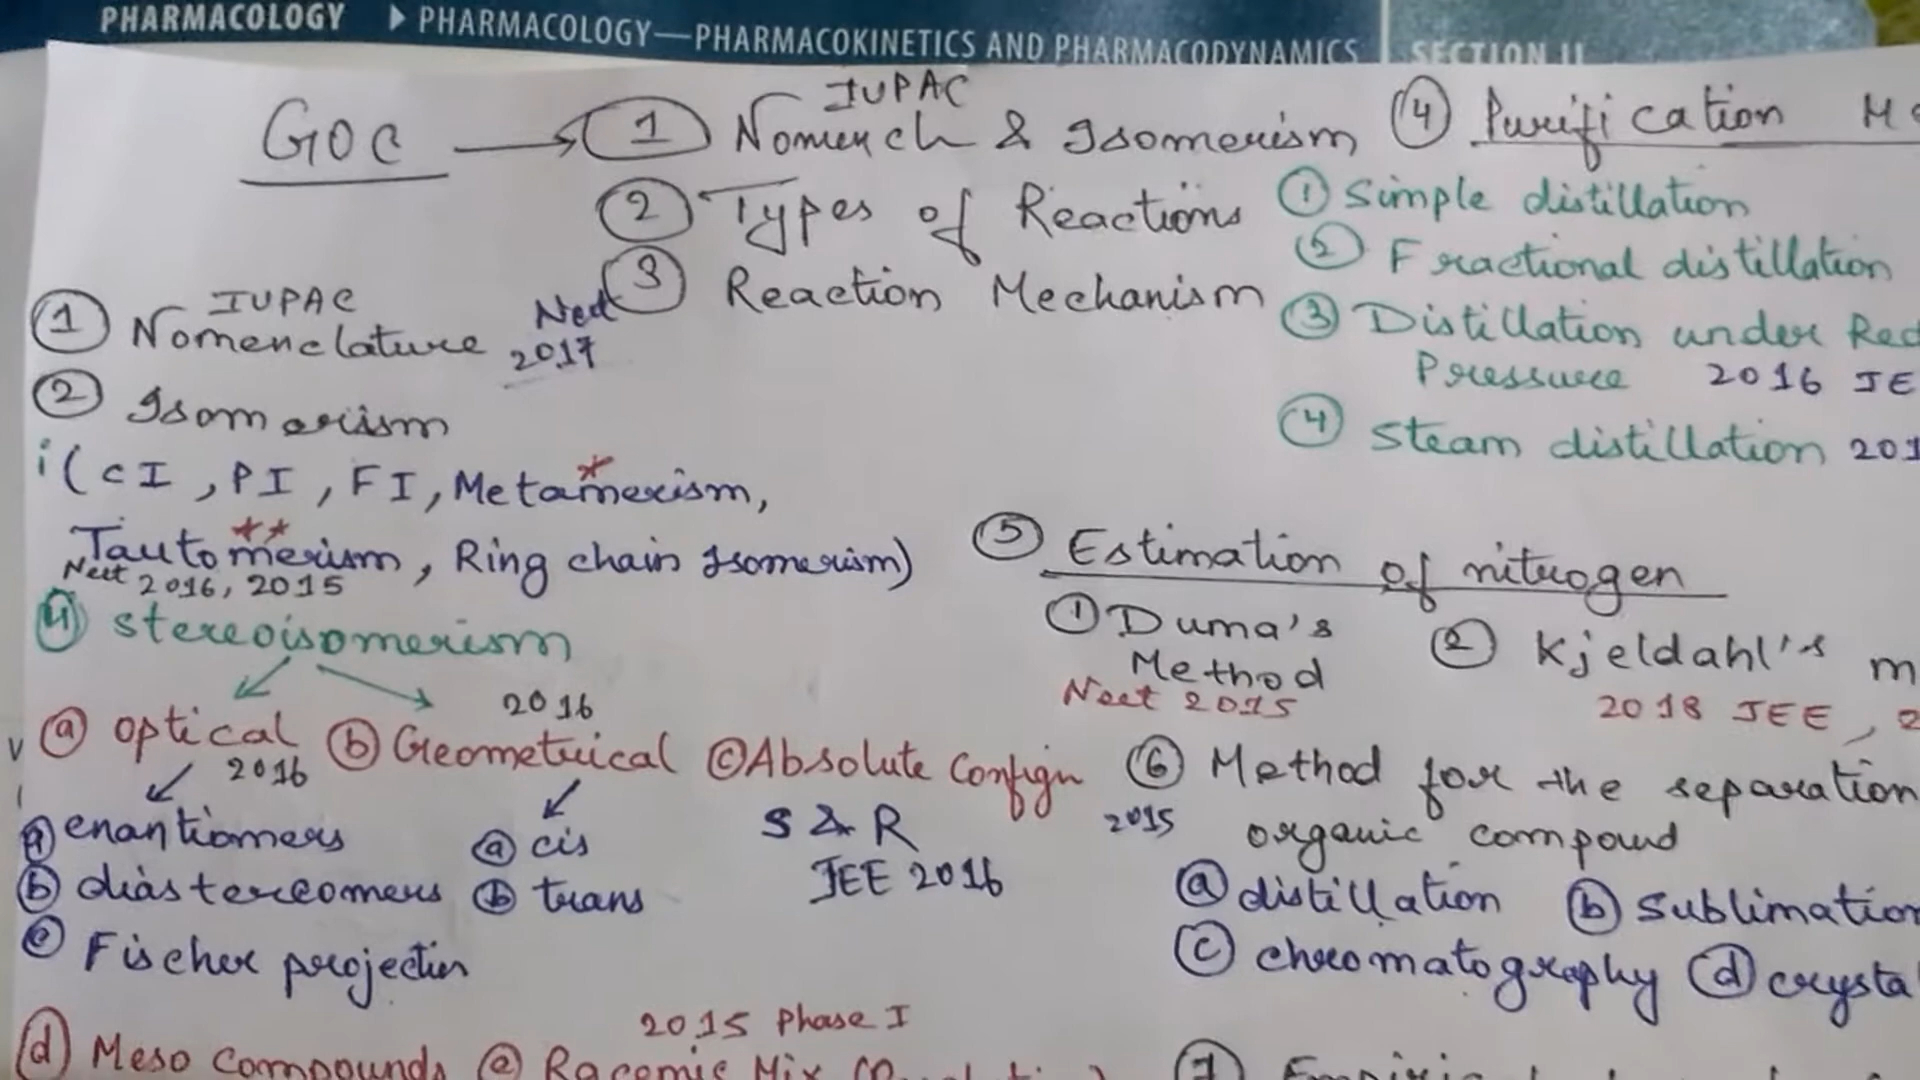 PHARMACOLOGY ▶ PHARMACOLOGY—PHARMACOKINETICS AND PHARMACODYNAMICS | SECTION II
GOC → ① Nomench & Isomerism
IUPAC
② Types of Reactions
③ Reaction Mechanism
① IUPAC
Nomenclature Neet
2017
② Isomerism
i (CI, PI, FI, Metamerism,
Tautomerism, Ring chain Isomerism)
Neet 2016, 2015
④ stereoisomerism
ⓐ optical ⓑ Geometrical ⓒ Absolute Confign
2016 2016
ⓐ enantiomers ⓐ cis S & R
ⓑ diastereomers ⓑ trans JEE 2016
ⓒ Fischer projection
2015 Phase I
ⓓ Meso Compounds ⓔ Racemic Mix
④ Purification
① Simple distillation
② Fractional distillation
③ Distillation under
Pressure 2016
④ Steam distillation
⑤ Estimation of nitrogen
① Duma's ② Kjeldahl's
Method
Neet 2015 2018 JEE,
⑥ Method for the separation
2015 organic compound
ⓐ distillation ⓑ Sublimation
ⓒ chromatography ⓓ crysta
⑦